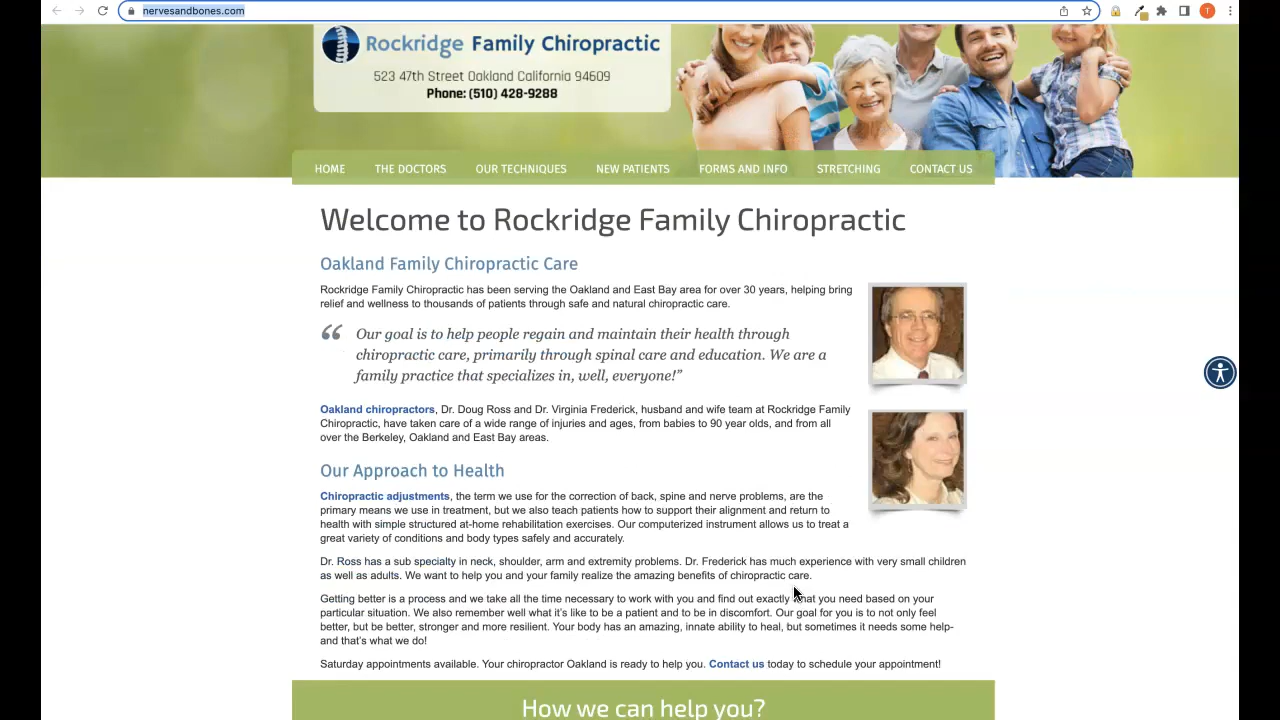 nervesandbones.com
T
Rockridge Family Chiropractic
523 47th Street Oakland California 94609
Phone: (510) 428-9288
HOME THE DOCTORS OUR TECHNIQUES NEW PATIENTS FORMS AND INFO STRETCHING CONTACT US
Welcome to Rockridge Family Chiropractic
Oakland Family Chiropractic Care
Rockridge Family Chiropractic has been serving the Oakland and East Bay area for over 30 years, helping bring
relief and wellness to thousands of patients through safe and natural chiropractic care.
“ Our goal is to help people regain and maintain their health through
chiropractic care, primarily through spinal care and education. We are a
family practice that specializes in, well, everyone!”
Oakland chiropractors, Dr. Doug Ross and Dr. Virginia Frederick, husband and wife team at Rockridge Family
Chiropractic, have taken care of a wide range of injuries and ages, from babies to 90 year olds, and from all
over the Berkeley, Oakland and East Bay areas.
Our Approach to Health
Chiropractic adjustments, the term we use for the correction of back, spine and nerve problems, are the
primary means we use in treatment, but we also teach patients how to support their alignment and return to
health with simple structured at-home rehabilitation exercises. Our computerized instrument allows us to treat a
great variety of conditions and body types safely and accurately.
Dr. Ross has a sub specialty in neck, shoulder, arm and extremity problems. Dr. Frederick has much experience with very small children
as well as adults. We want to help you and your family realize the amazing benefits of chiropractic care.
Getting better is a process and we take all the time necessary to work with you and find out exactly what you need based on your
particular situation. We also remember well what it’s like to be a patient and to be in discomfort. Our goal for you is to not only feel
better, but be better, stronger and more resilient. Your body has an amazing, innate ability to heal, but sometimes it needs some help-
and that’s what we do!
Saturday appointments available. Your chiropractor Oakland is ready to help you. Contact us today to schedule your appointment!
How we can help you?